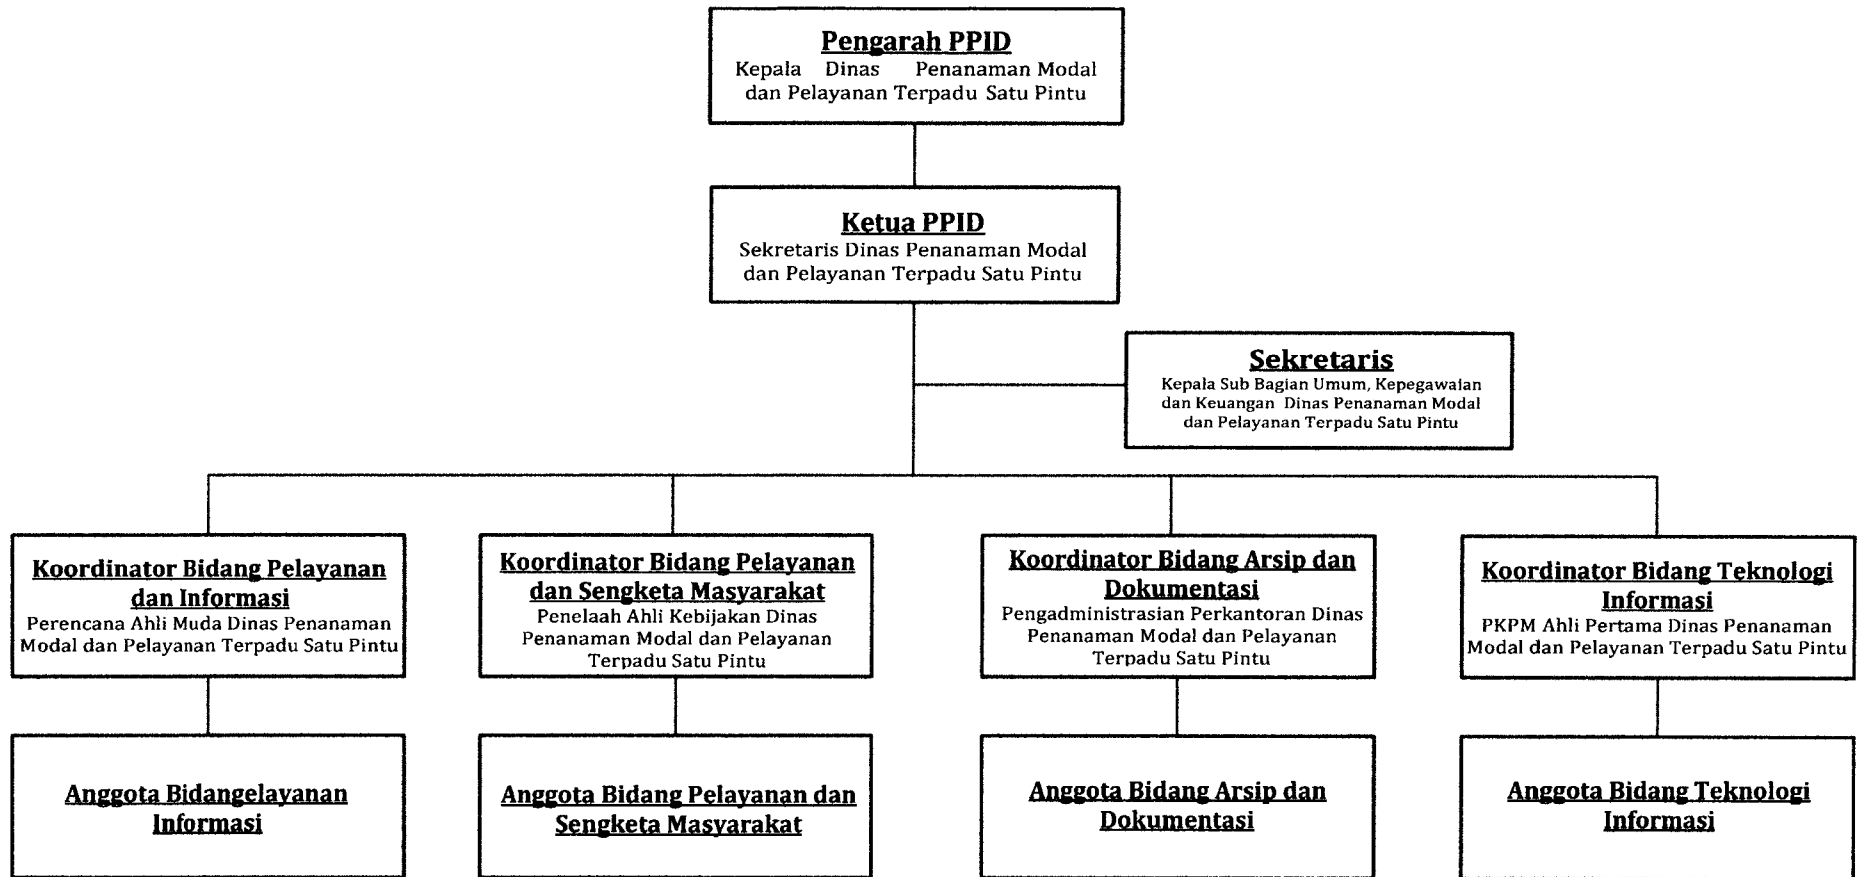 Pengarah PPID
Kepala Dinas Penanaman Modal
dan Pelayanan Terpadu Satu Pintu
Ketua PPID
Sekretaris Dinas Penanaman Modal
dan Pelayanan Terpadu Satu Pintu
Sekretaris
Kepala Sub Bagian Umum, Kepegawaian
dan Keuangan Dinas Penanaman Modal
dan Pelayanan Terpadu Satu Pintu
Koordinator Bidang Pelayanan
dan Informasi
Perencana Ahli Muda Dinas Penanaman
Modal dan Pelayanan Terpadu Satu Pintu
Koordinator Bidang Pelayanan
dan Sengketa Masyarakat
Penelaah Ahli Kebijakan Dinas
Penanaman Modal dan Pelayanan
Terpadu Satu Pintu
Koordinator Bidang Arsip dan
Dokumentasi
Pengadministrasian Perkantoran Dinas
Penanaman Modal dan Pelayanan
Terpadu Satu Pintu
Koordinator Bidang Teknologi
Informasi
PKPM Ahli Pertama Dinas Penanaman
Modal dan Pelayanan Terpadu Satu Pintu
Anggota Bidangelayanan
Informasi
Anggota Bidang Pelayanan dan
Sengketa Masyarakat
Anggota Bidang Arsip dan
Dokumentasi
Anggota Bidang Teknologi
Informasi